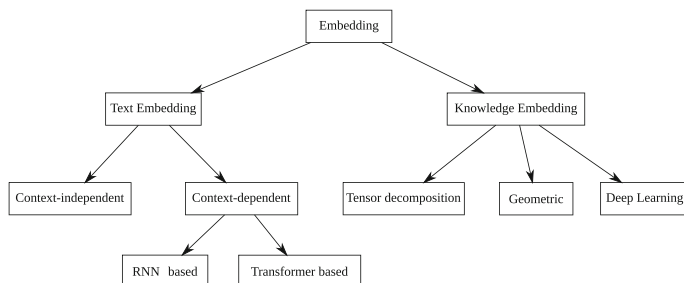 Embedding
Text Embedding
Knowledge Embedding
Context-independent
Context-dependent
Tensor decomposition
Geometric
Deep Learning
RNN based
Transformer based